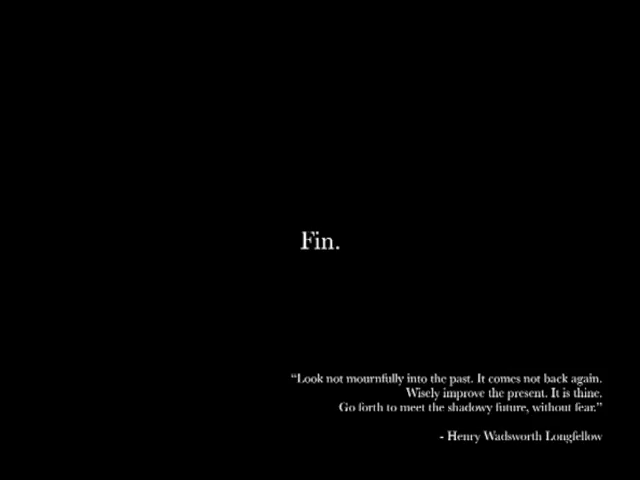 Fin.
“Look not mournfully into the past. It comes not back again.
Wisely improve the present. It is thine.
Go forth to meet the shadowy future, without fear.”
- Henry Wadsworth Longfellow